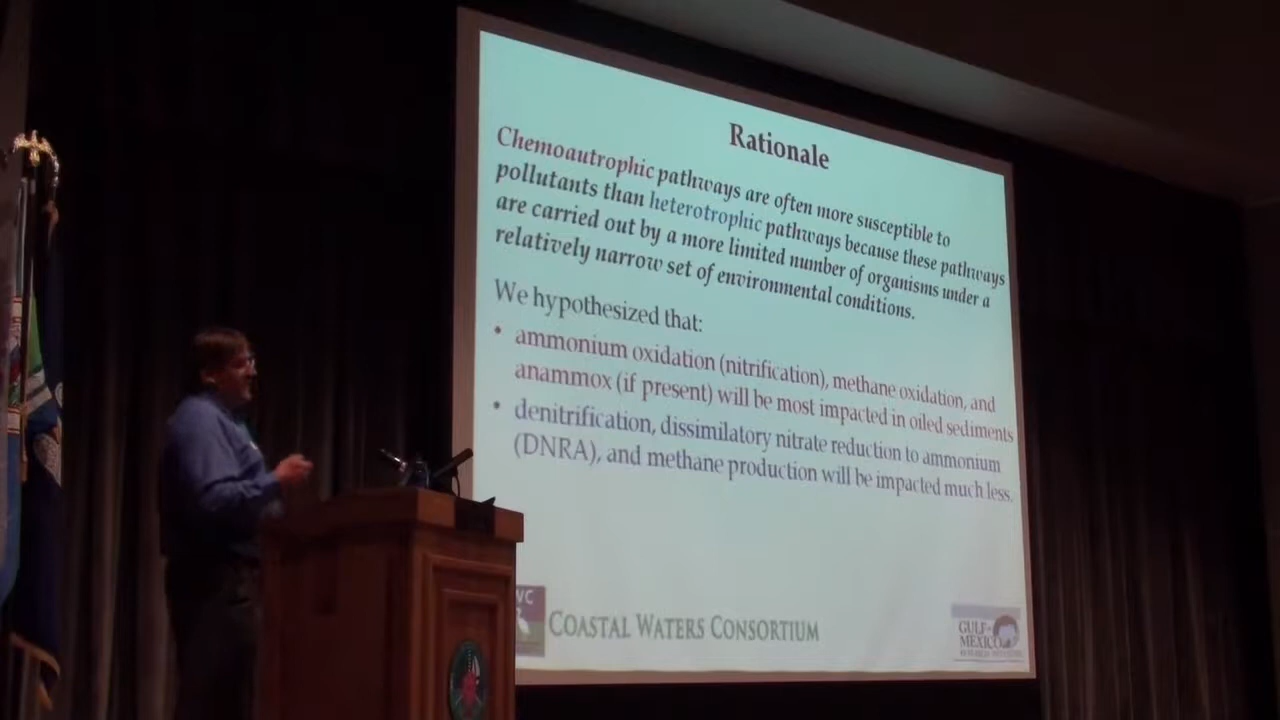 Rationale
Chemoautrophic pathways are often more susceptible to
pollutants than heterotrophic pathways because these pathways
are carried out by a more limited number of organisms under a
relatively narrow set of environmental conditions.
We hypothesized that:
• ammonium oxidation (nitrification), methane oxidation, and
anammox (if present) will be most impacted in oiled sediments
• denitrification, dissimilatory nitrate reduction to ammonium
(DNRA), and methane production will be impacted much less.
WC
COASTAL WATERS CONSORTIUM
GULF of
MEXICO